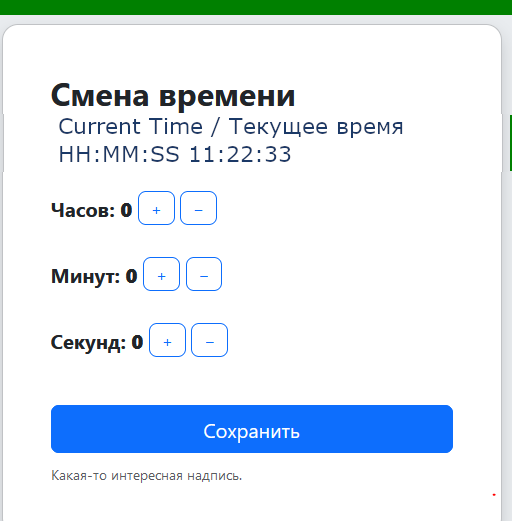 Смена времени
Current Time / Текущее время
HH:MM:SS 11:22:33
Часов: 0 + −
Минут: 0 + −
Секунд: 0 + −
Сохранить
Какая-то интересная надпись.